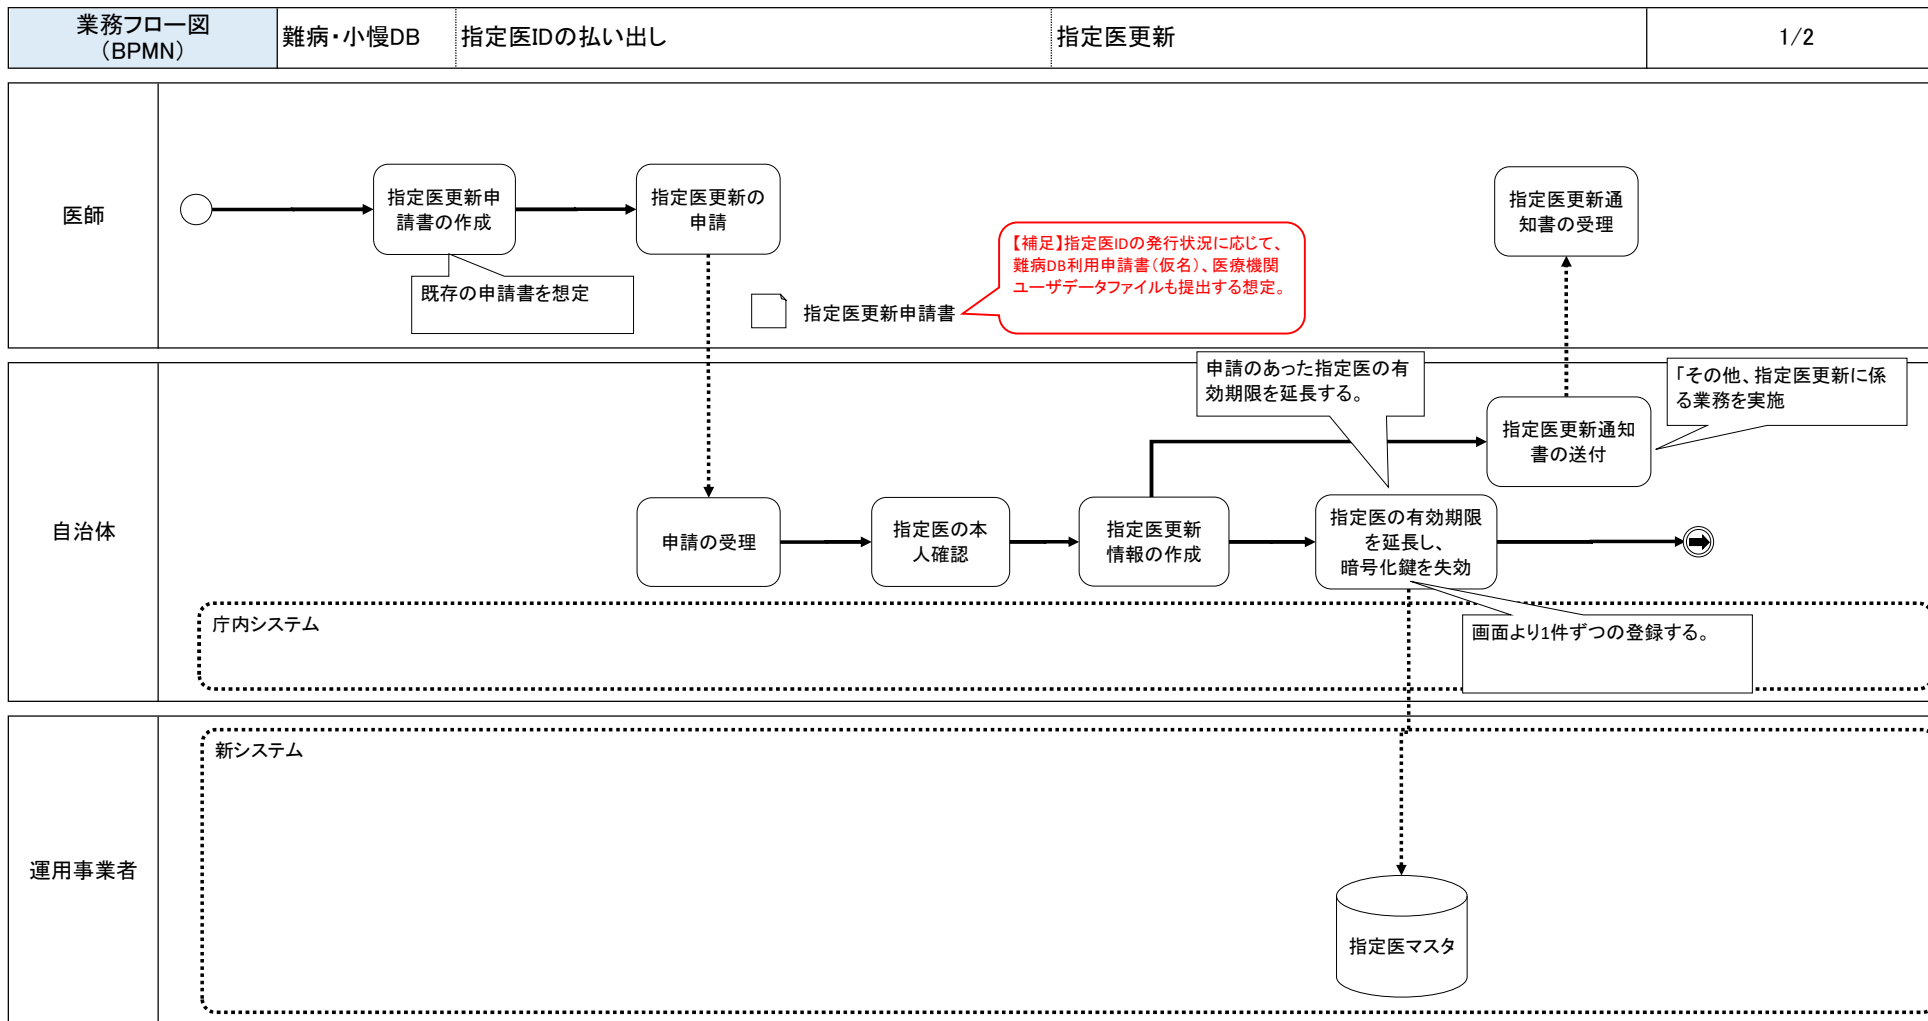 業務フロー図
（BPMN）
難病・小慢DB
指定医IDの払い出し
指定医更新
1/2
医師
指定医更新申
請書の作成
指定医更新の
申請
既存の申請書を想定
指定医更新申請書
【補足】指定医IDの発行状況に応じて、
難病DB利用申請書（仮名）、医療機関
ユーザデータファイルも提出する想定。
指定医更新通
知書の受理
自治体
申請のあった指定医の有
効期限を延長する。
「その他、指定医更新に係
る業務を実施
指定医更新通知
書の送付
申請の受理
指定医の本
人確認
指定医更新
情報の作成
指定医の有効期限
を延長し、
暗号化鍵を失効
庁内システム
画面より1件ずつの登録する。
運用事業者
新システム
指定医マスタ